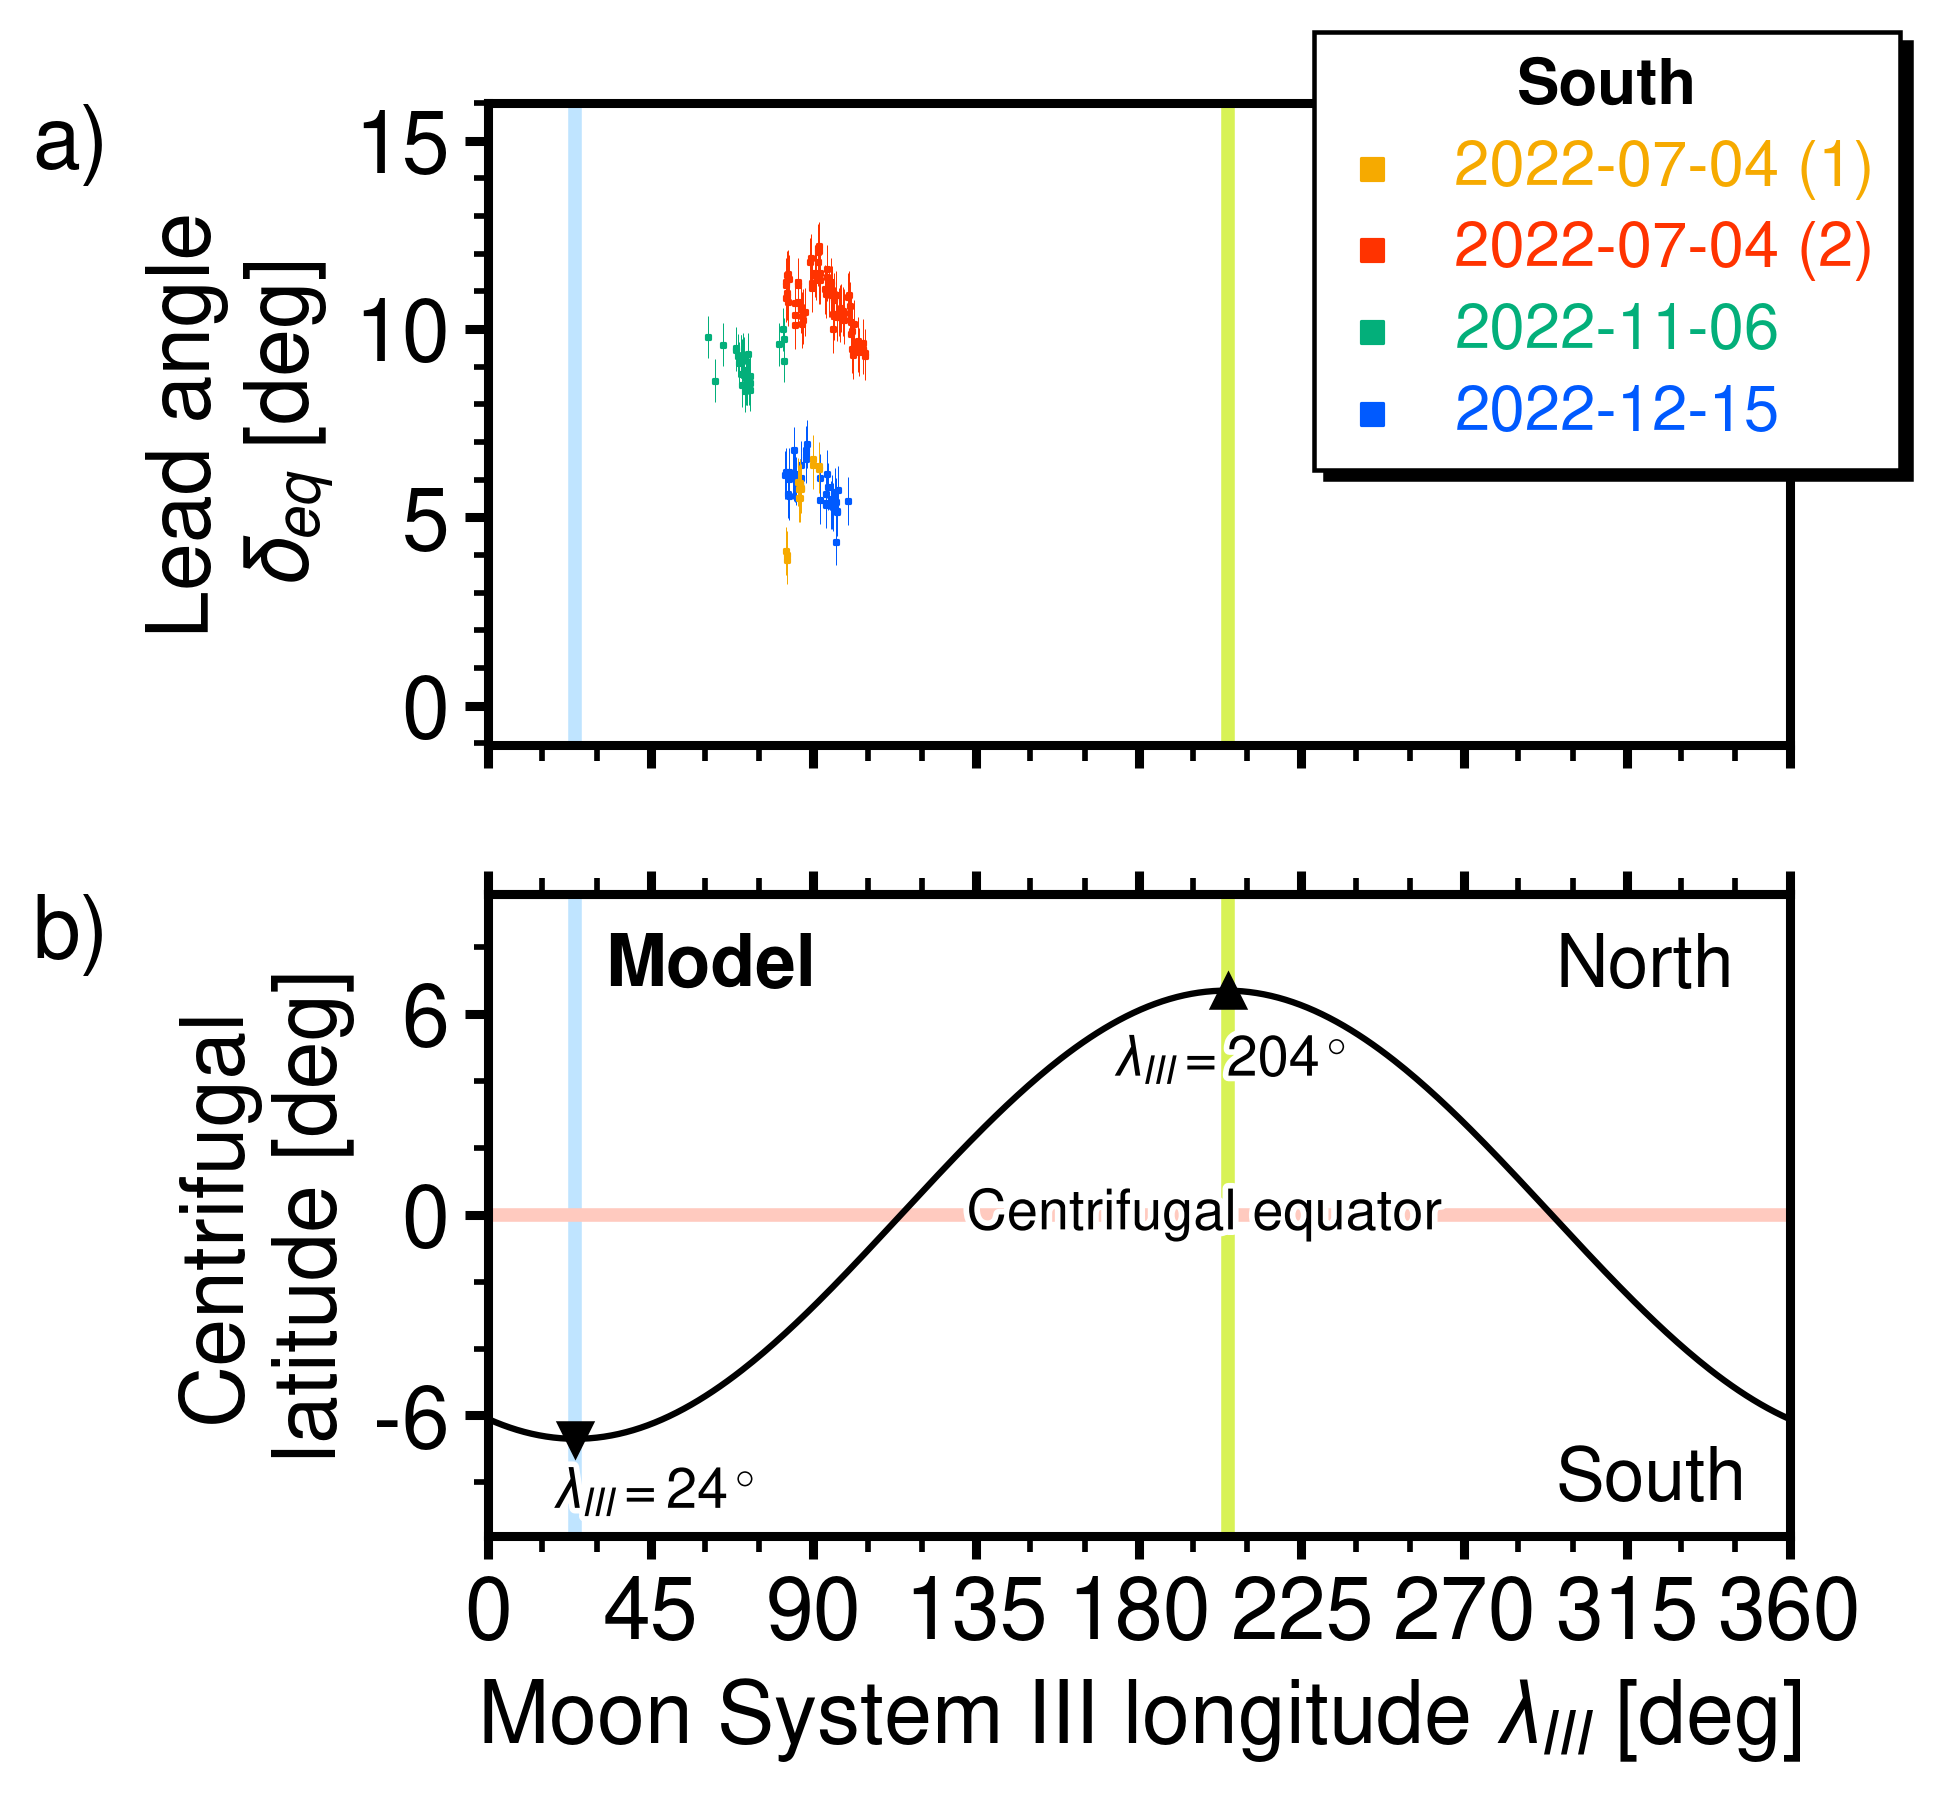 South
2022-07-04 (1)
2022-07-04 (2)
2022-11-06
2022-12-15
a)
Lead angle
δeq [deg]
15
10
5
0
b)
Centrifugal
latitude [deg]
6
0
-6
Model
North
λIII = 204°
Centrifugal equator
λIII = 24°
South
0 45 90 135 180 225 270 315 360
Moon System III longitude λIII [deg]